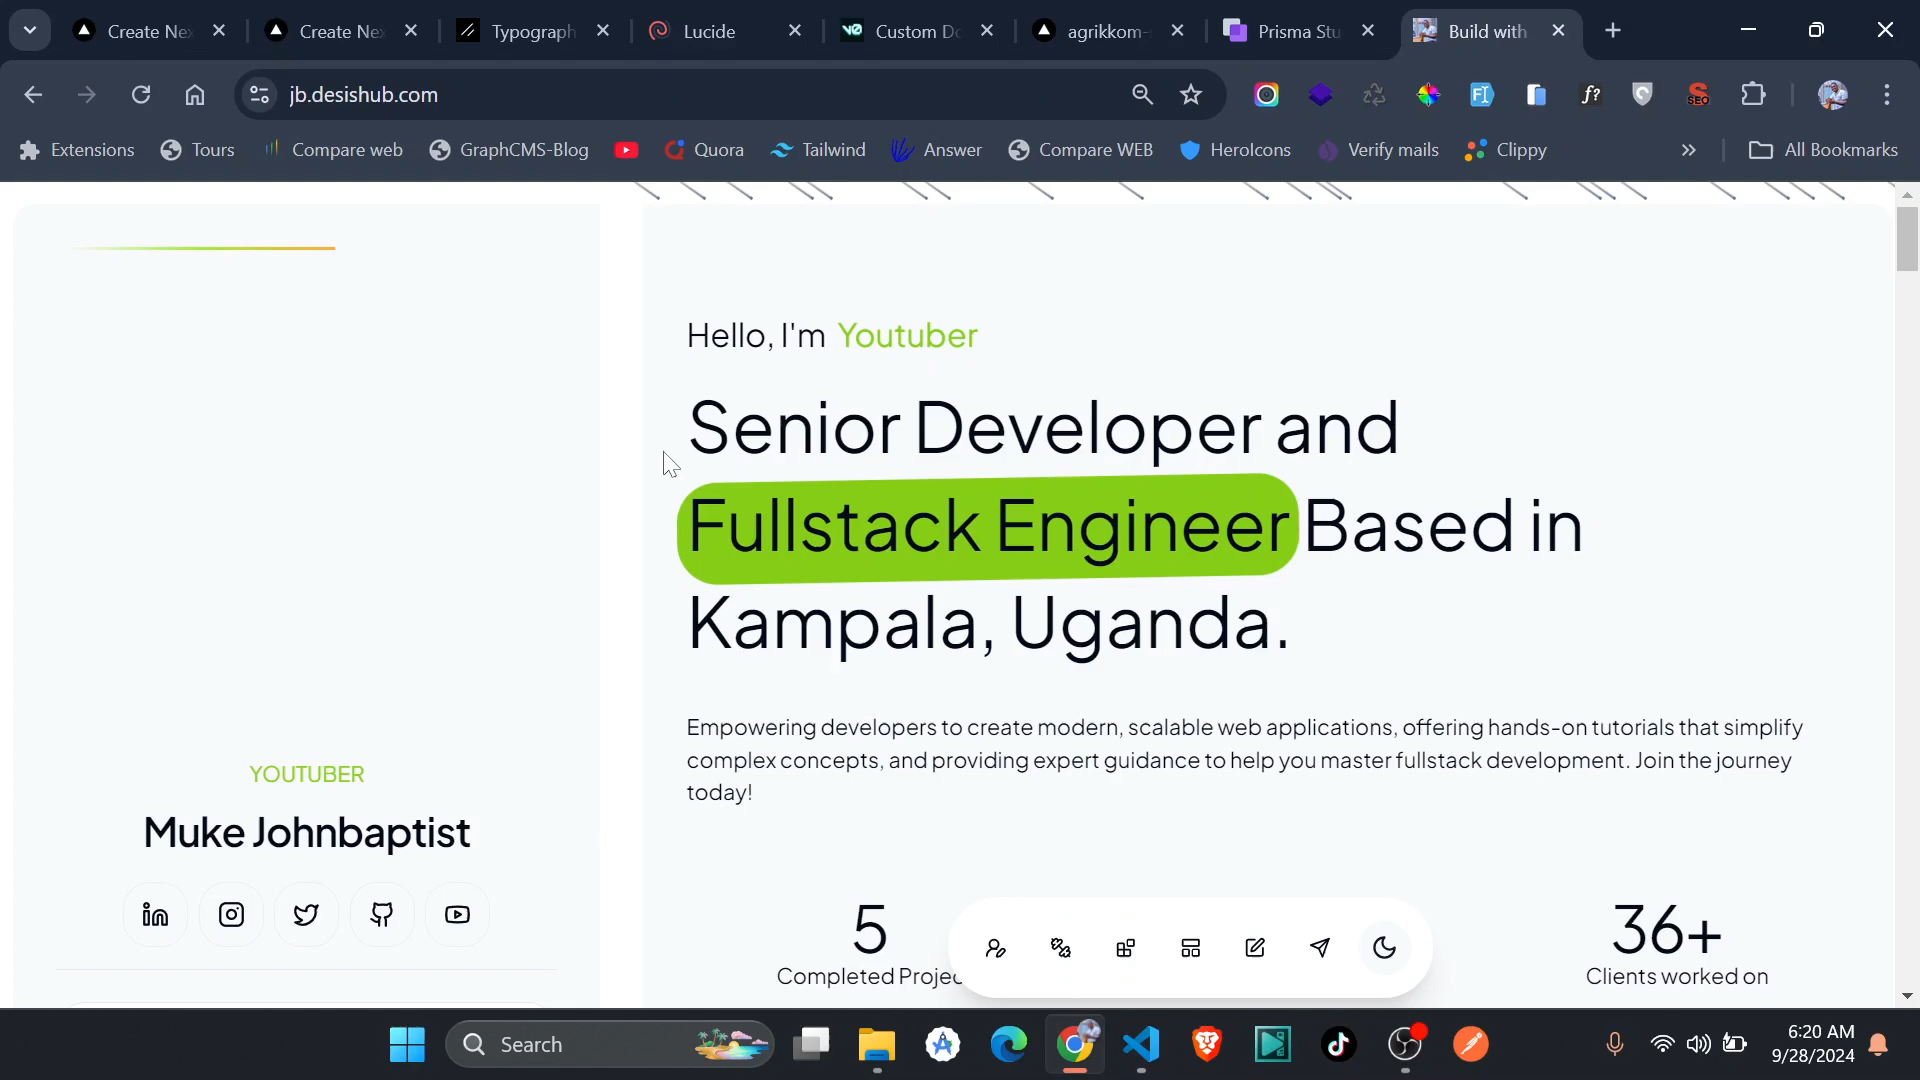 Create Nex
Create Nex
Typograph
Lucide
Custom Do
agrikkom-
Prisma Stu
Build with
jb.desishub.com
Extensions
Tours
Compare web
GraphCMS-Blog
Quora
Tailwind
Answer
Compare WEB
HeroIcons
Verify mails
Clippy
All Bookmarks
Hello, I'm Youtuber
Senior Developer and
Fullstack Engineer Based in
Kampala, Uganda.
Empowering developers to create modern, scalable web applications, offering hands-on tutorials that simplify
complex concepts, and providing expert guidance to help you master fullstack development. Join the journey
today!
YOUTUBER
Muke Johnbaptist
5
Completed Projec
36+
Clients worked on
Search
6:20 AM
9/28/2024